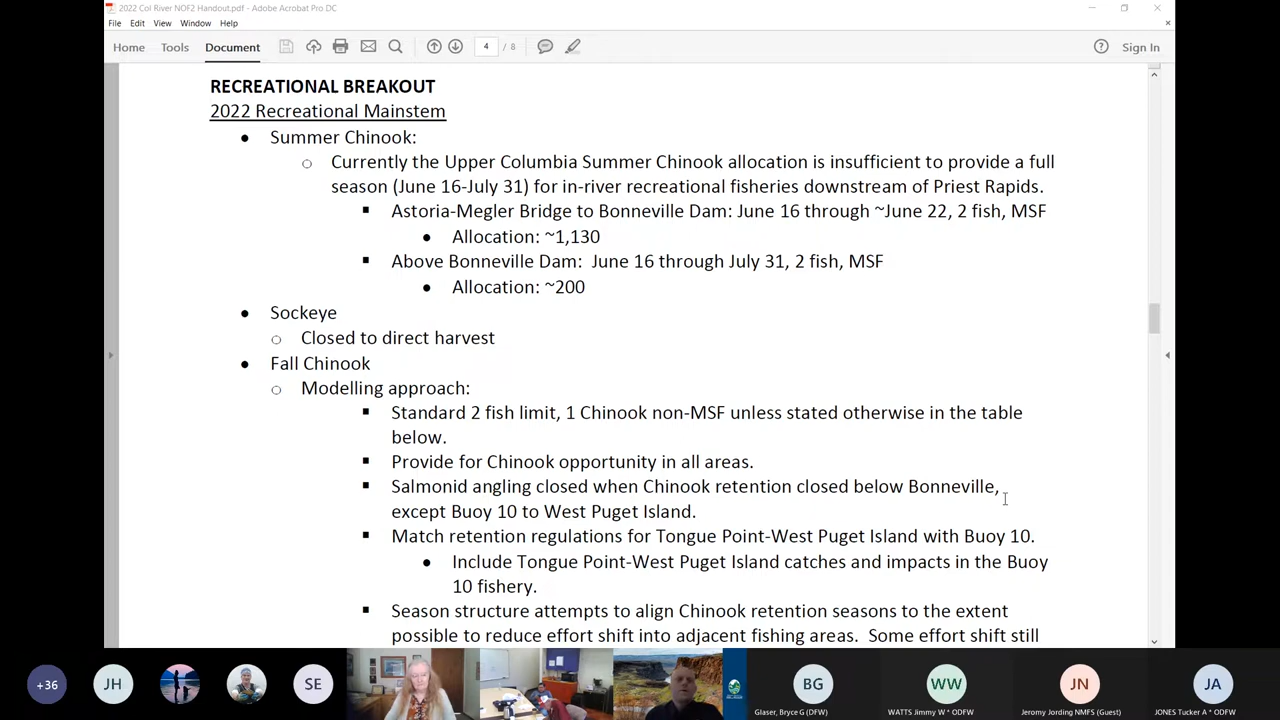 2022 Col River NOF2 Handout.pdf - Adobe Acrobat Pro DC
File Edit View Window Help
Home Tools Document 4 / 8 Sign In
RECREATIONAL BREAKOUT
2022 Recreational Mainstem
Summer Chinook:
Currently the Upper Columbia Summer Chinook allocation is insufficient to provide a full
season (June 16-July 31) for in-river recreational fisheries downstream of Priest Rapids.
Astoria-Megler Bridge to Bonneville Dam: June 16 through ~June 22, 2 fish, MSF
Allocation: ~1,130
Above Bonneville Dam: June 16 through July 31, 2 fish, MSF
Allocation: ~200
Sockeye
Closed to direct harvest
Fall Chinook
Modelling approach:
Standard 2 fish limit, 1 Chinook non-MSF unless stated otherwise in the table
below.
Provide for Chinook opportunity in all areas.
Salmonid angling closed when Chinook retention closed below Bonneville,
except Buoy 10 to West Puget Island.
Match retention regulations for Tongue Point-West Puget Island with Buoy 10.
Include Tongue Point-West Puget Island catches and impacts in the Buoy
10 fishery.
Season structure attempts to align Chinook retention seasons to the extent
possible to reduce effort shift into adjacent fishing areas. Some effort shift still
+36 JH SE BG WW JN JA
Glaser, Bryce G (DFW) WATTS Jimmy W * ODFW Jeromy Jording NMFS (Guest) JONES Tucker A * ODFW